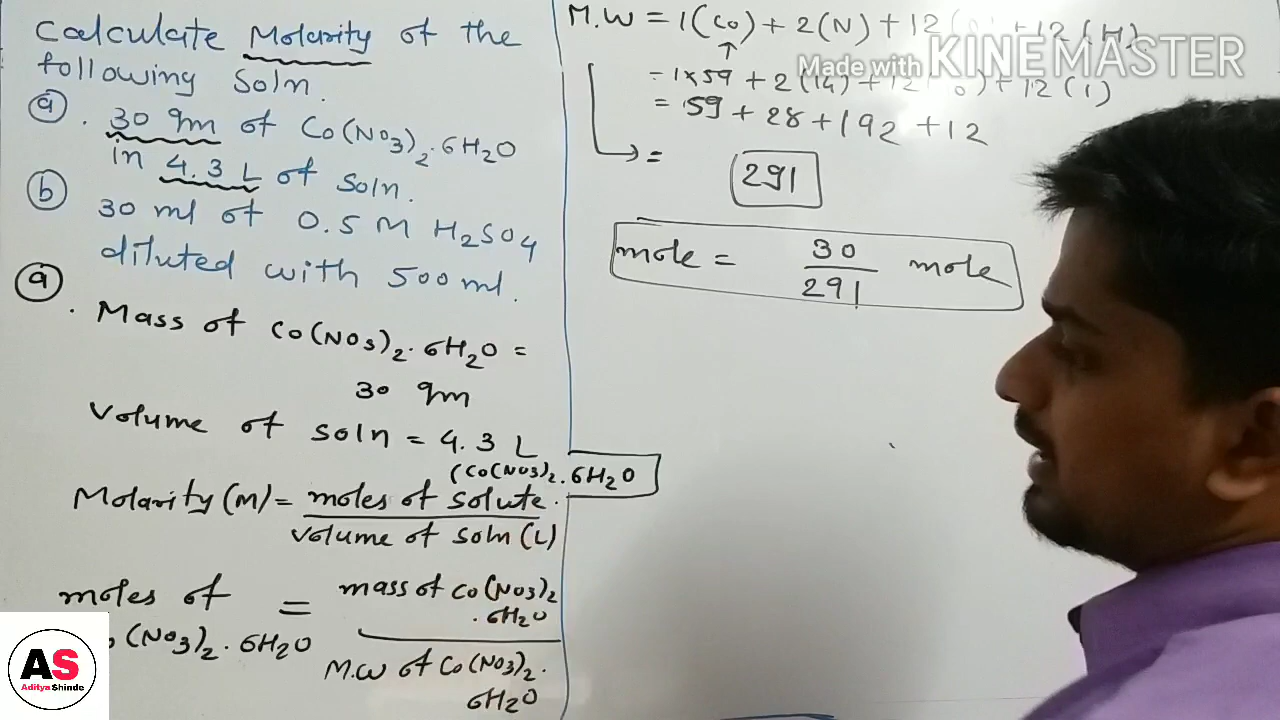 Calculate Molarity of the
following Soln.
(a). 30 gm of Co(NO3)2.6H2O
in 4.3 L of Soln.
(b) 30 ml of 0.5 M H2SO4
diluted with 500 ml.
(a). Mass of Co(NO3)2.6H2O =
30 gm
Volume of Soln = 4.3 L
(Co(NO3)2.6H2O
Molarity (M) = moles of Solute.
Volume of Soln (L)
moles of =
(NO3)2.6H2O
mass of Co(NO3)2
.6H2O
M.W of Co(NO3)2.
6H2O
M.W = 1(Co) + 2(N) + 12 + 12(H)
= 1×59 + 2(14) + 12 ) + 12(1)
= 59 + 28 + 192 + 12
= 291
mole = 30 mole
291
Made with KINEMASTER
AS
Aditya Shinde